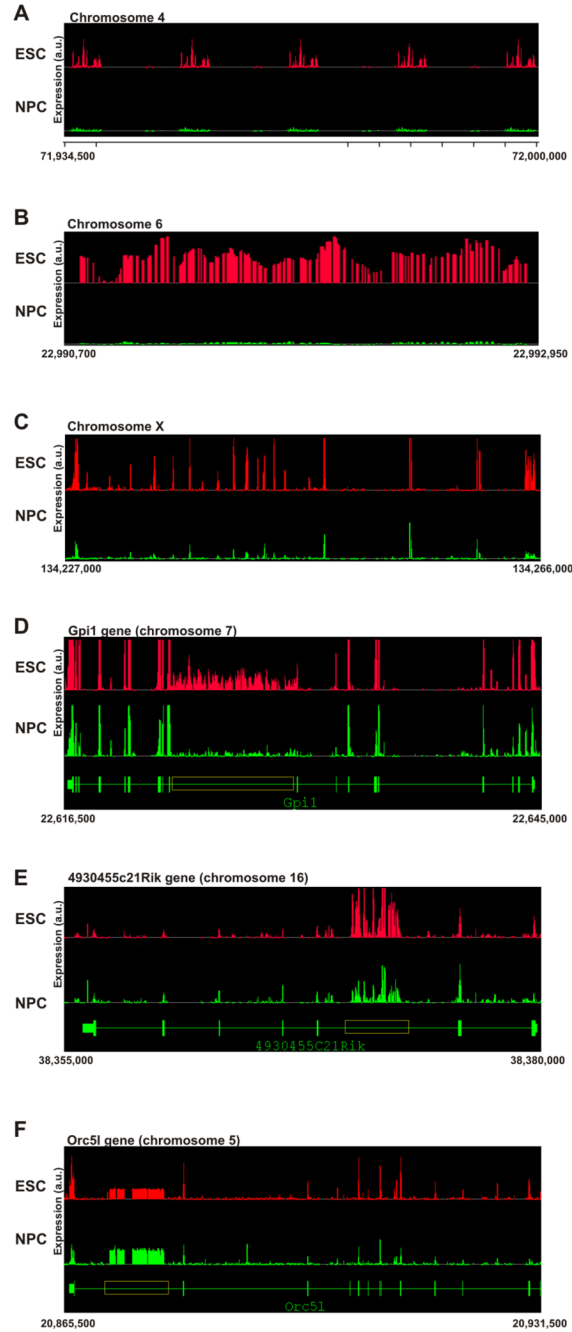 A
Chromosome 4
ESC
NPC
Expression (a.u.)
71,934,500 72,000,000
B
Chromosome 6
ESC
NPC
Expression (a.u.)
22,990,700 22,992,950
C
Chromosome X
ESC
NPC
Expression (a.u.)
134,227,000 134,266,000
D
Gpi1 gene (chromosome 7)
ESC
NPC
Expression (a.u.)
Gpi1
22,616,500 22,645,000
E
4930455c21Rik gene (chromosome 16)
ESC
NPC
Expression (a.u.)
4930455C21Rik
38,355,000 38,380,000
F
Orc5l gene (chromosome 5)
ESC
NPC
Expression (a.u.)
Orc5l
20,865,500 20,931,500